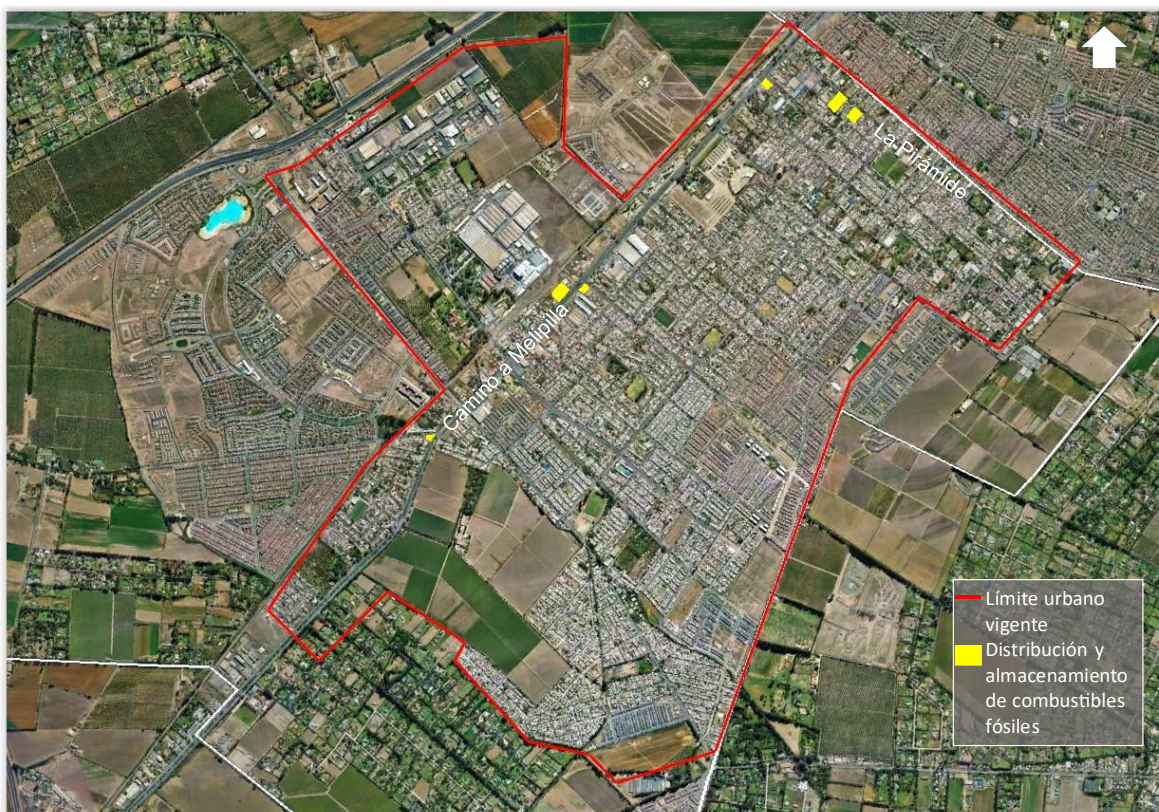 La Pirámide
Camino a Melipilla
Límite urbano
vigente
Distribución y
almacenamiento
de combustibles
fósiles